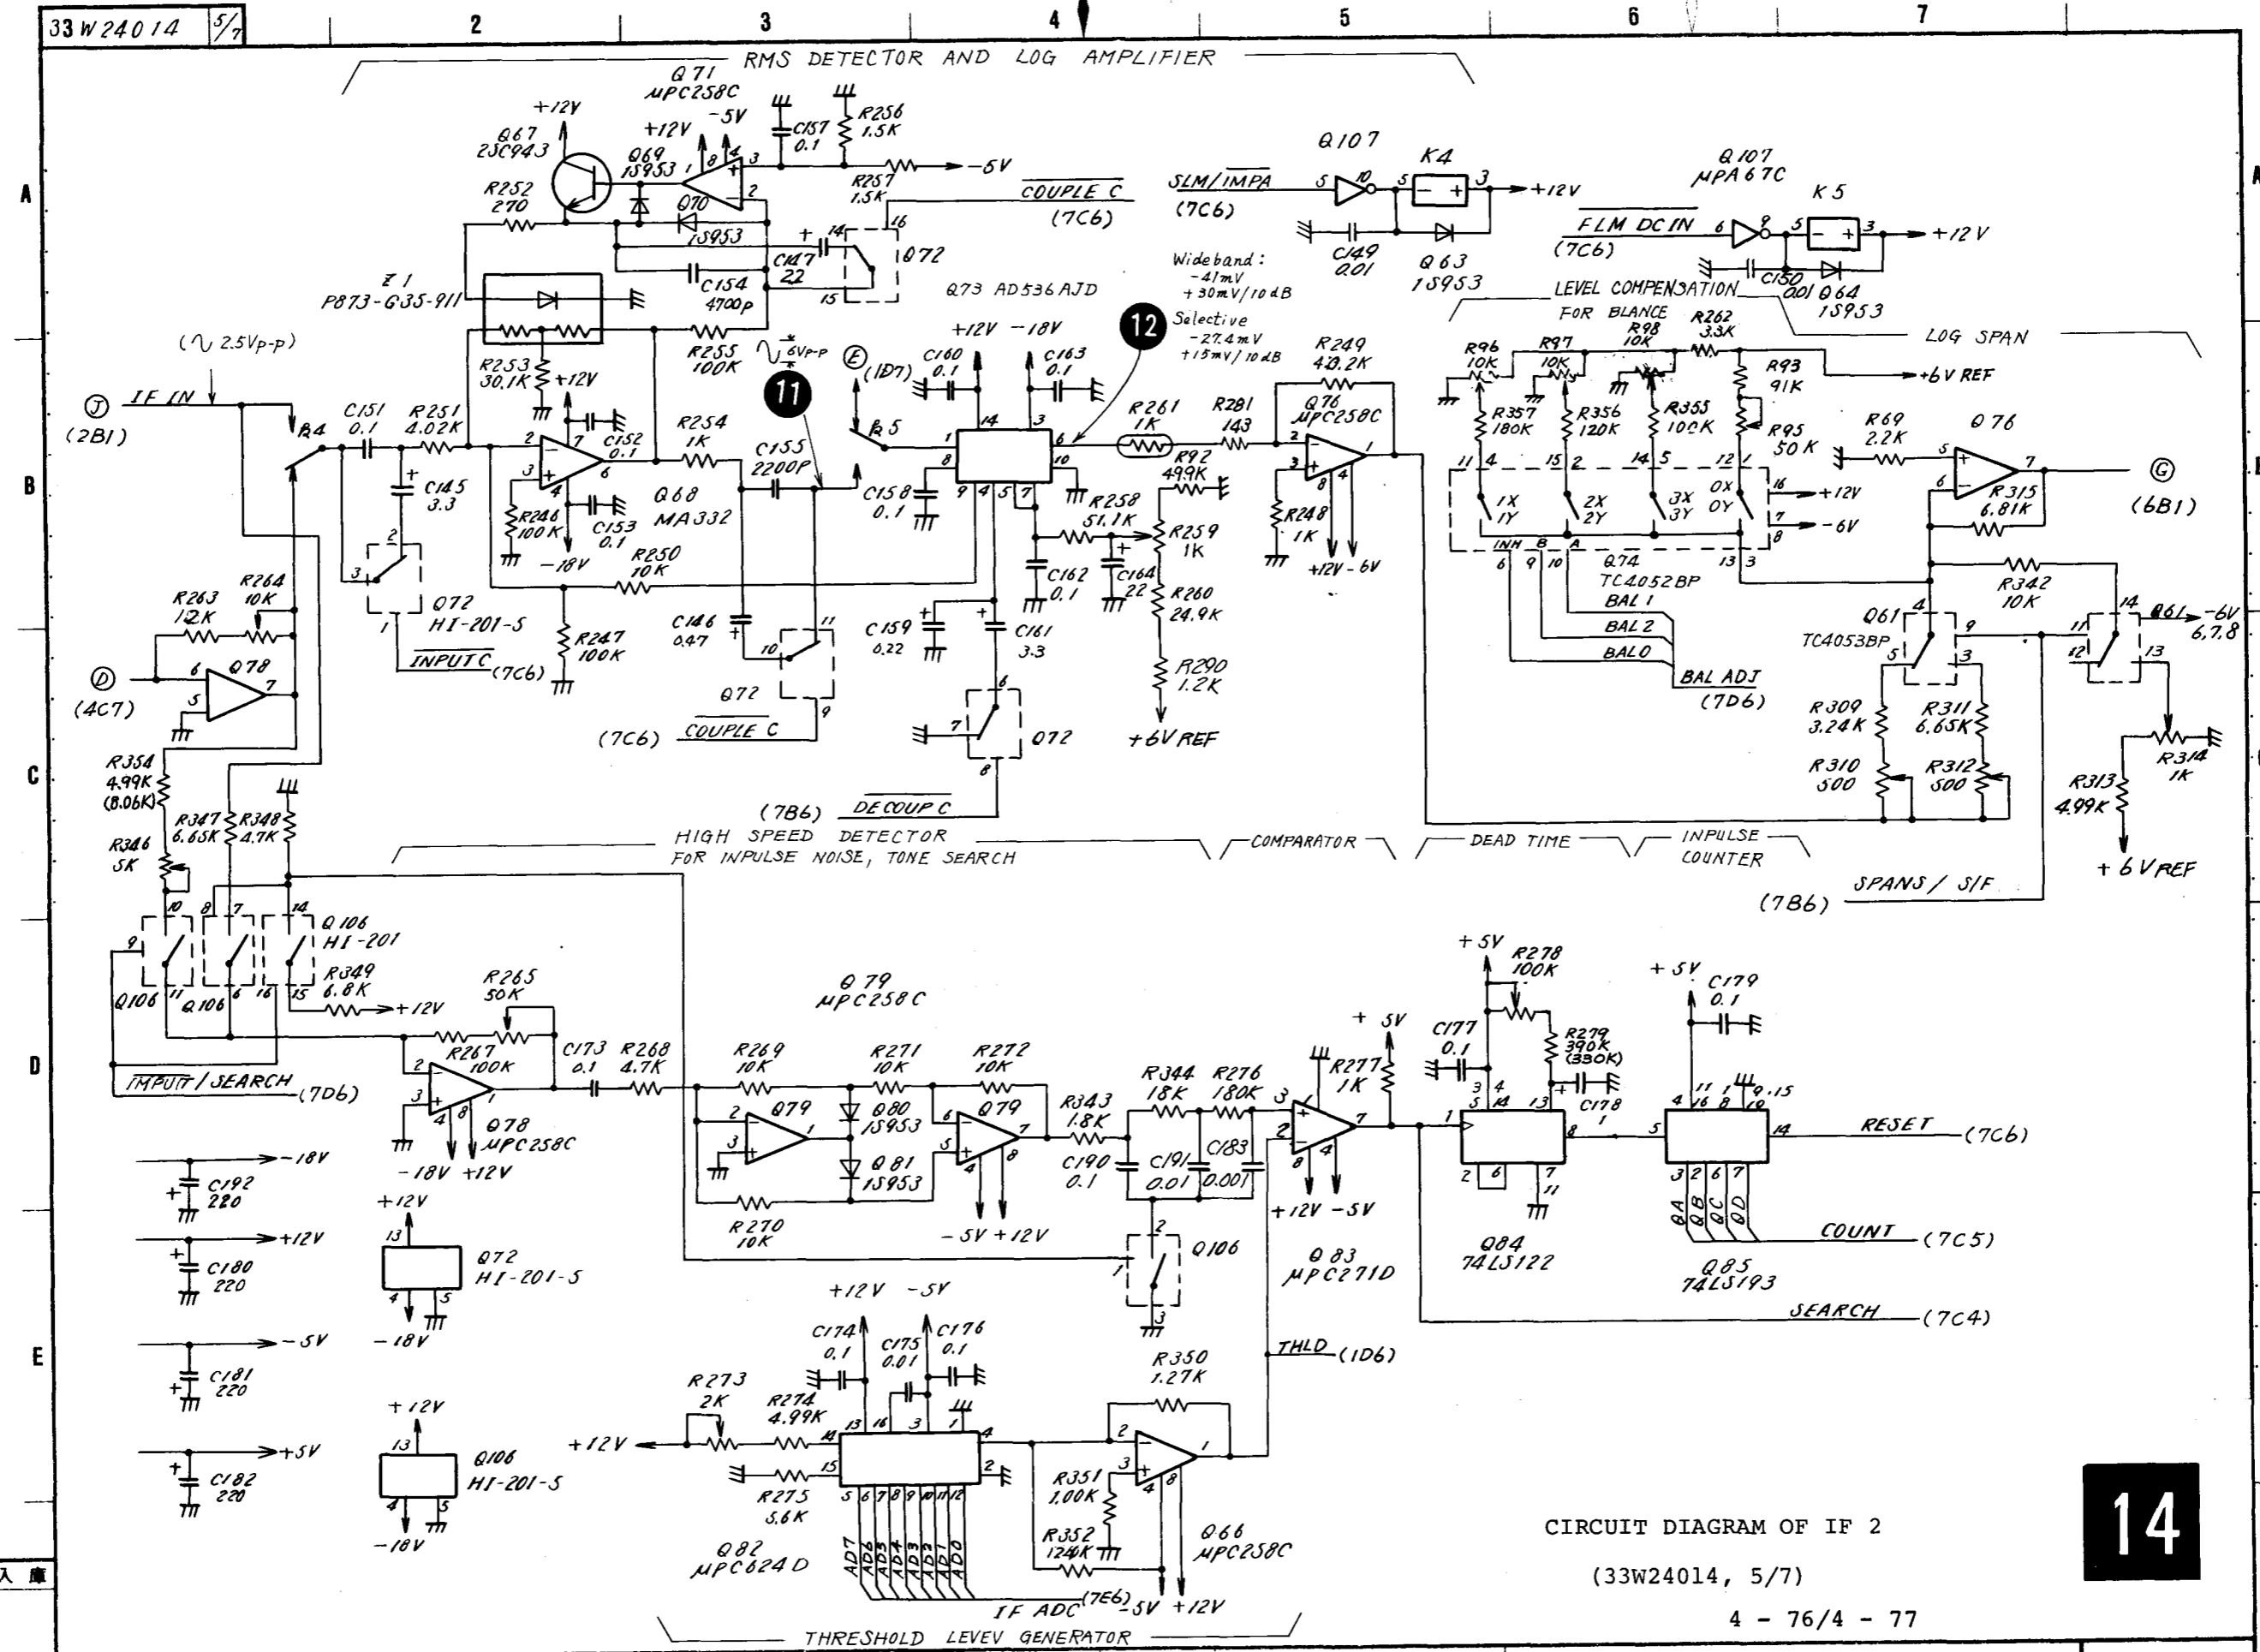 33W24014 5/7
2 3 4 5 6 7
RMS DETECTOR AND LOG AMPLIFIER
A
B
C
D
E
Q71
μPC258C
+12V
Q67
2SC943
Q69
1S953
+12V
-5V
C157
0.1
R256
1.5K
R257
1.5K
-5V
R252
270
Q70
1S953
COUPLE C
(7C6)
C147
22
Q72
C154
4700P
Z1
P873-G35-911
R253
30.1K
R255
100K
6VP-P
11
(∿ 2.5VP-P)
J IF IN
(2B1)
K4
C151
0.1
R251
4.02K
C145
3.3
+12V
C152
0.1
R254
1K
C155
2200P
Q68
MA332
R246
100K
C153
0.1
-18V
R250
10K
R247
100K
Q72
HI-201-S
INPUT C (7C6)
C146
0.47
Q72
(7C6) COUPLE C
E
(1D7)
K5
Q73 AD536AJD
+12V -18V
C160
0.1
C163
0.1
12
Wideband:
-41mV
+30mV/10dB
Selective
-27.4mV
+15mV/10dB
R261
1K
R281
143
C158
0.1
R92
499K
R258
51.1K
R259
1K
C162
0.1
C164
22
R260
24.9K
R290
1.2K
+6V REF
C159
0.22
C161
3.3
Q72
(7B6) DECOUP C
R249
40.2K
Q76
μPC258C
R248
1K
+12V -6V
SLM/IMPA
(7C6)
Q107
K4
+12V
C149
0.01
Q63
1S953
Q107
μPA67C
K5
FLM DC IN
(7C6)
+12V
C150
0.01
Q64
1S953
LEVEL COMPENSATION
FOR BLANCE
LOG SPAN
R96
10K
R97
10K
R98
10K
R262
3.3K
R93
91K
+6V REF
R357
180K
R356
120K
R355
100K
R95
50K
1X
1Y
2X
2Y
3X
3Y
0X
0Y
+12V
-6V
INH B A
Q74
TC4052BP
BAL 1
BAL 2
BAL 0
BAL ADJ
(7D6)
R69
2.2K
Q76
G
(6B1)
R315
6.81K
R342
10K
Q61
TC4053BP
Q61
-6V
6,7,8
R309
3.24K
R311
6.65K
R310
500
R312
500
R313
4.99K
R314
1K
+6V REF
SPANS/S/F
(7B6)
D
(4C7)
R263
12K
R264
10K
Q78
R354
4.99K
(8.06K)
R346
5K
R347
6.65K
R348
4.7K
HIGH SPEED DETECTOR
FOR INPULSE NOISE, TONE SEARCH
COMPARATOR
DEAD TIME
INPULSE
COUNTER
Q106
HI-201
Q106
Q106
R349
6.8K
+12V
IMPUTT/SEARCH (7D6)
R265
50K
R267
100K
Q78
μPC258C
-18V +12V
C173
0.1
R268
4.7K
Q79
μPC258C
R269
10K
R271
10K
R272
10K
Q79
Q80
1S953
Q81
1S953
R270
10K
Q79
-5V +12V
R343
1.8K
R344
18K
R276
180K
C190
0.1
C191
0.01
C183
0.001
Q106
+5V
R277
1K
+12V -5V
Q83
μPC271D
+5V
R278
100K
C177
0.1
R279
390K
(330K)
C178
1
Q84
74LS122
+5V
C179
0.1
QA QB QC QD
Q85
74LS193
RESET (7C6)
COUNT (7C5)
SEARCH (7C4)
THLD (1D6)
-18V
C192
220
+12V
C180
220
-5V
C181
220
+5V
C182
220
+12V
Q72
HI-201-S
-18V
+12V
Q106
HI-201-S
-18V
+12V -5V
C174
0.1
C175
0.01
C176
0.1
R273
2K
R274
4.99K
+12V
R275
5.6K
Q82
μPC624D
AD7 AD6 AD5 AD4 AD3 AD2 AD1 AD0
IF ADC (7E6)
R350
1.27K
R351
1.00K
R352
124K
Q66
μPC258C
-5V +12V
THRESHOLD LEVEV GENERATOR
CIRCUIT DIAGRAM OF IF 2
(33W24014, 5/7)
4 - 76/4 - 77
14
入庫